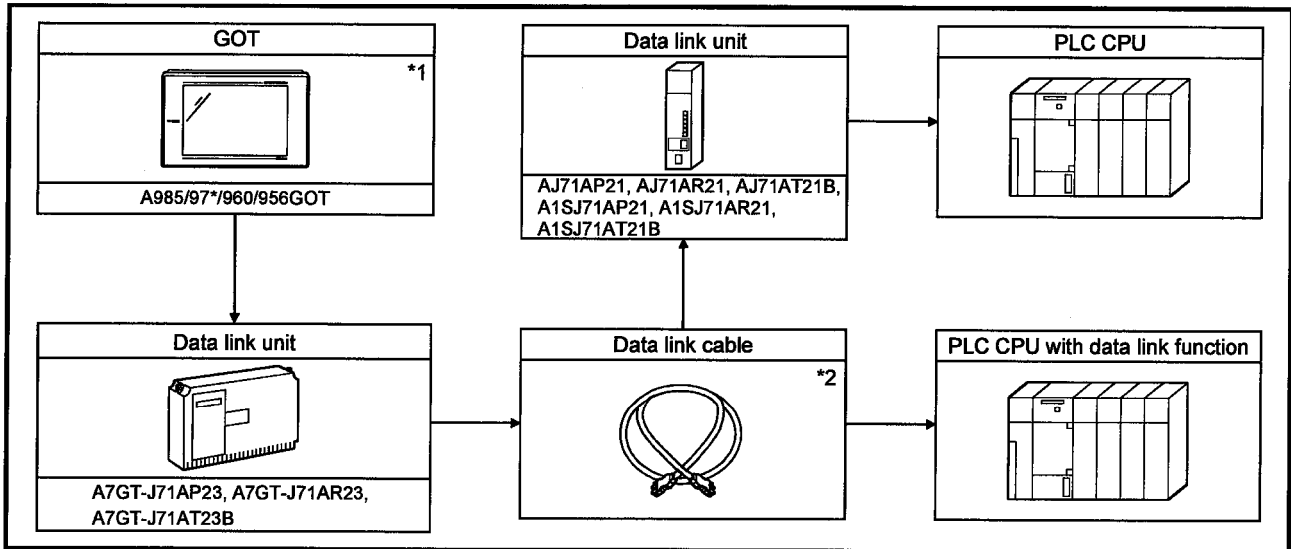 GOT
*1
A985/97*/960/956GOT
Data link unit
AJ71AP21, AJ71AR21, AJ71AT21B,
A1SJ71AP21, A1SJ71AR21,
A1SJ71AT21B
PLC CPU
Data link unit
A7GT-J71AP23, A7GT-J71AR23,
A7GT-J71AT23B
Data link cable
*2
PLC CPU with data link function